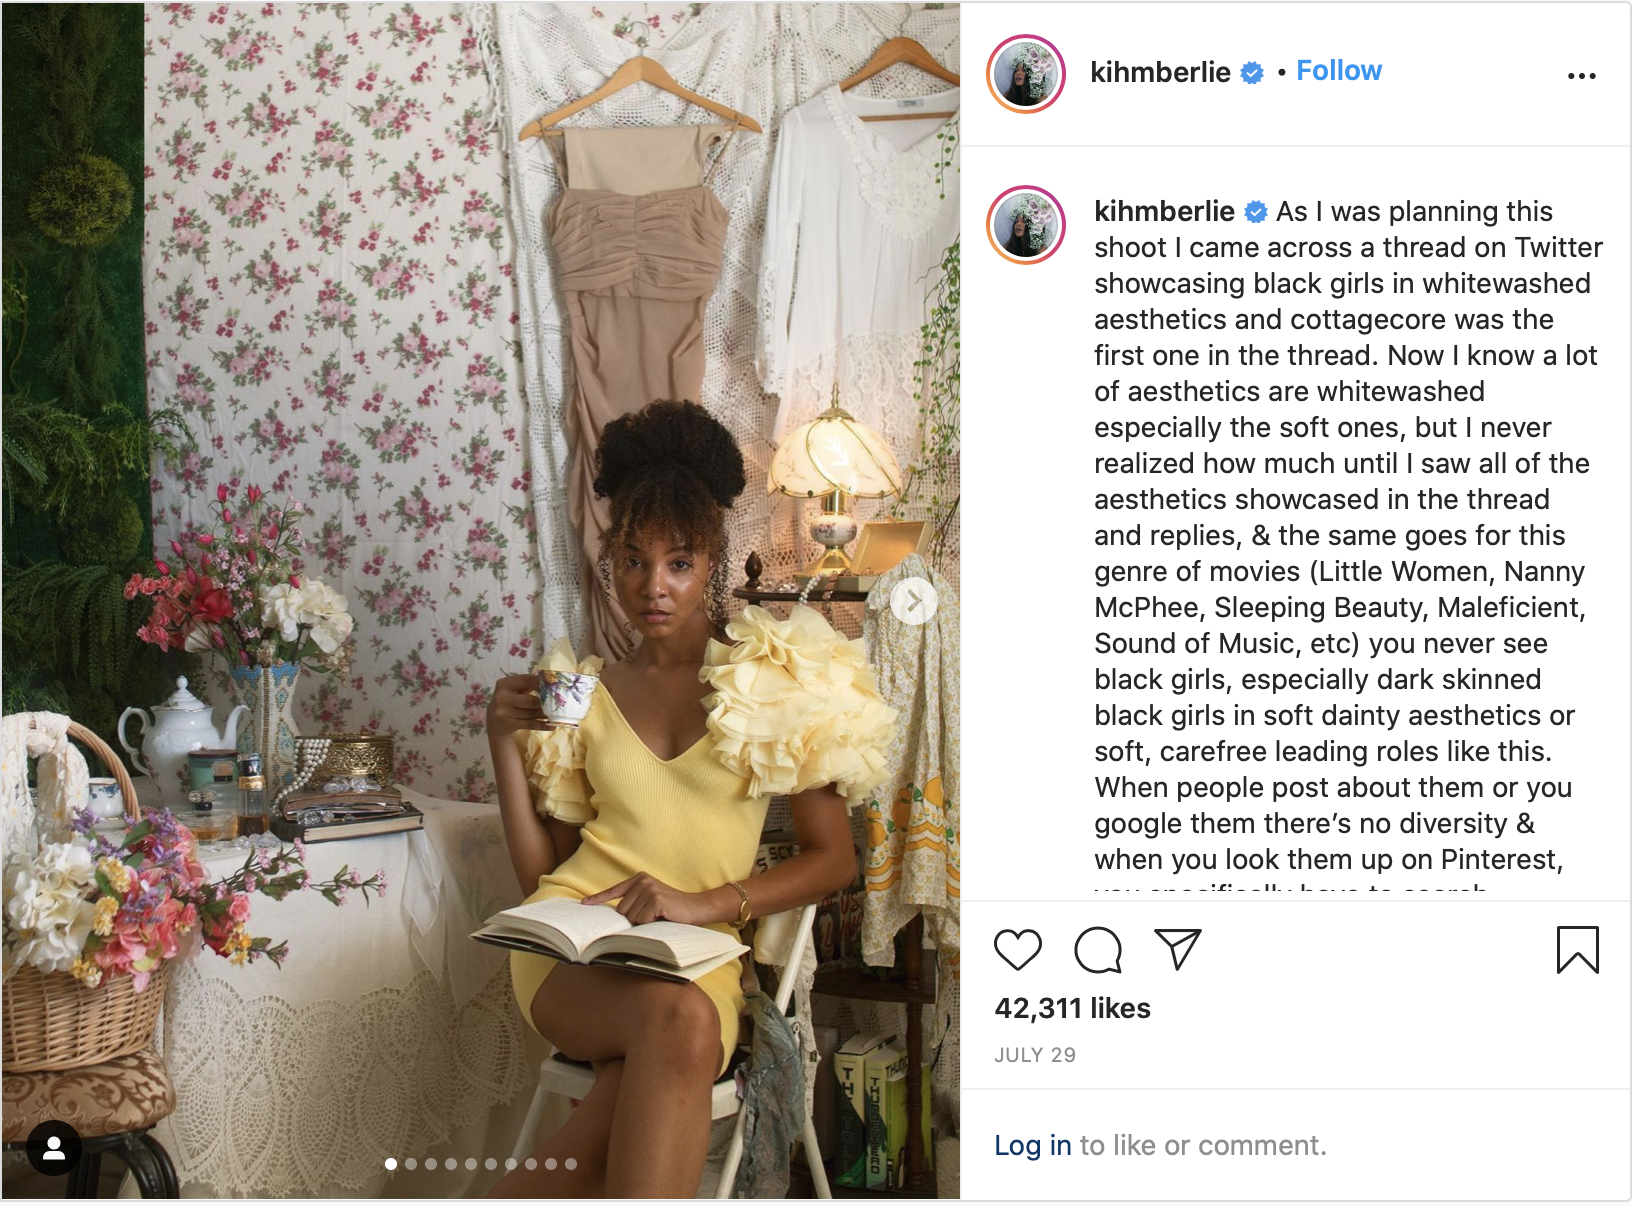 kihmberlie • Follow
kihmberlie As I was planning this
shoot I came across a thread on Twitter
showcasing black girls in whitewashed
aesthetics and cottagecore was the
first one in the thread. Now I know a lot
of aesthetics are whitewashed
especially the soft ones, but I never
realized how much until I saw all of the
aesthetics showcased in the thread
and replies, & the same goes for this
genre of movies (Little Women, Nanny
McPhee, Sleeping Beauty, Maleficient,
Sound of Music, etc) you never see
black girls, especially dark skinned
black girls in soft dainty aesthetics or
soft, carefree leading roles like this.
When people post about them or you
google them there’s no diversity &
when you look them up on Pinterest,
you specifically have to search
42,311 likes
JULY 29
Log in to like or comment.